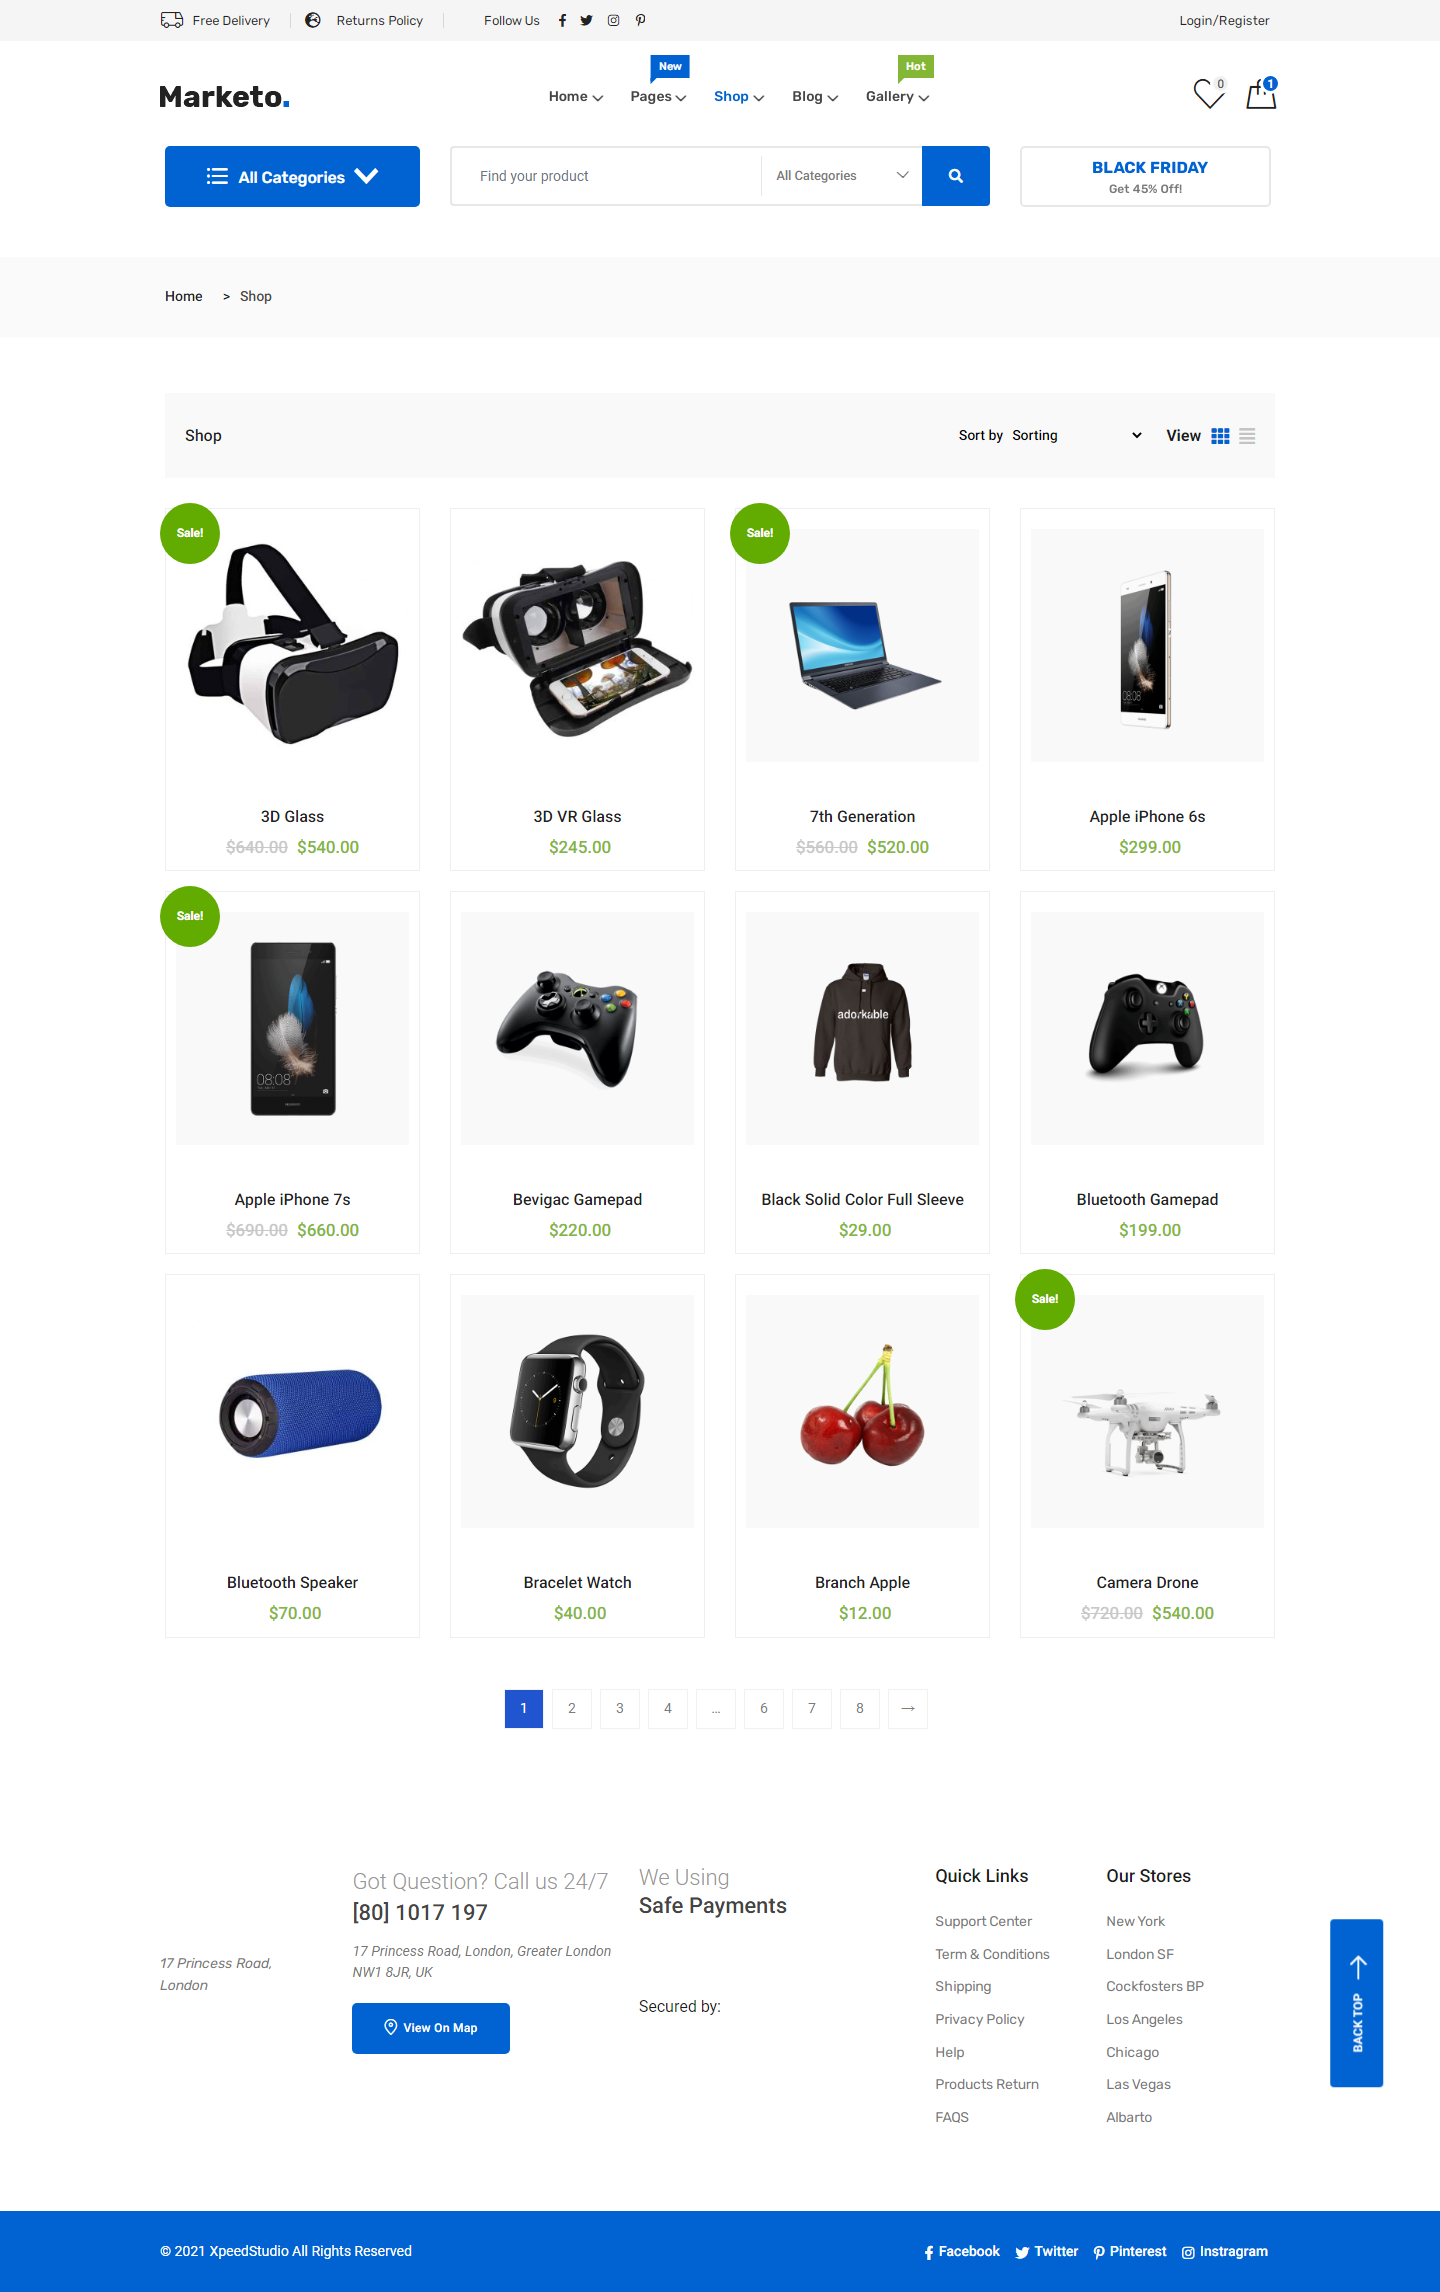 Free Delivery
Returns Policy
Follow Us
Login/Register
New
Hot
Marketo.
Home
Pages
Shop
Blog
Gallery
0
1
All Categories
Find your product
All Categories
BLACK FRIDAY
Get 45% Off!
Home > Shop
Shop
Sort by Sorting
View
Sale!
Sale!
08:08
3D Glass
$640.00 $540.00
3D VR Glass
$245.00
7th Generation
$560.00 $520.00
Apple iPhone 6s
$299.00
Sale!
08:08
adorkable
Apple iPhone 7s
$690.00 $660.00
Bevigac Gamepad
$220.00
Black Solid Color Full Sleeve
$29.00
Bluetooth Gamepad
$199.00
Sale!
Bluetooth Speaker
$70.00
Bracelet Watch
$40.00
Branch Apple
$12.00
Camera Drone
$720.00 $540.00
1 2 3 4 … 6 7 8 →
17 Princess Road,
London
Got Question? Call us 24/7
[80] 1017 197
17 Princess Road, London, Greater London
NW1 8JR, UK
View On Map
We Using
Safe Payments
Secured by:
Quick Links
Support Center
Term & Conditions
Shipping
Privacy Policy
Help
Products Return
FAQS
Our Stores
New York
London SF
Cockfosters BP
Los Angeles
Chicago
Las Vegas
Albarto
BACK TOP
© 2021 XpeedStudio All Rights Reserved
Facebook
Twitter
Pinterest
Instragram